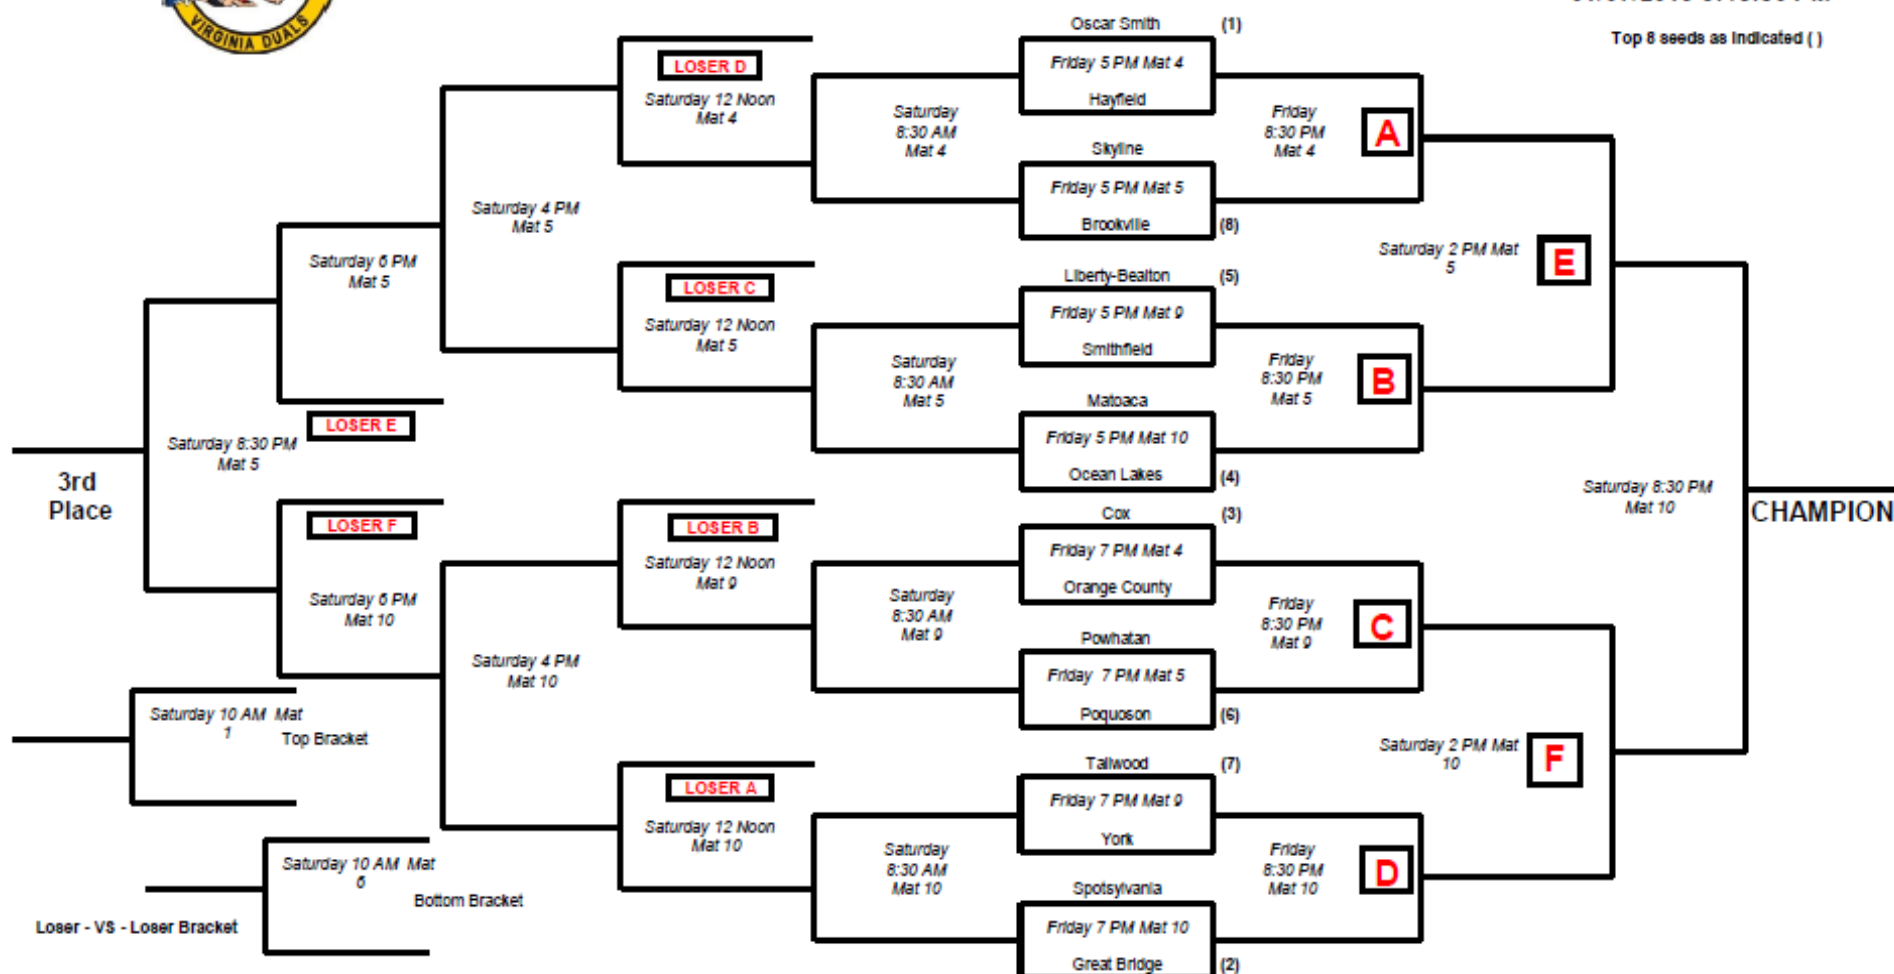 VIRGINIA DUALS
Top 8 seeds as indicated ( )
Oscar Smith (1)
Friday 5 PM Mat 4
Hayfield
Skyline
Friday 5 PM Mat 5
Brookville (8)
Liberty-Bealton (5)
Friday 5 PM Mat 9
Smithfield
Matoaca
Friday 5 PM Mat 10
Ocean Lakes (4)
Cox (3)
Friday 7 PM Mat 4
Orange County
Powhatan
Friday 7 PM Mat 5
Poquoson (6)
Tallwood (7)
Friday 7 PM Mat 9
York
Spotsylvania
Friday 7 PM Mat 10
Great Bridge (2)
Friday
8:30 PM
Mat 4
A
Friday
8:30 PM
Mat 5
B
Friday
8:30 PM
Mat 9
C
Friday
8:30 PM
Mat 10
D
Saturday 2 PM Mat
5
E
Saturday 2 PM Mat
10
F
Saturday 8:30 PM
Mat 10
CHAMPION
Saturday
8:30 AM
Mat 4
Saturday
8:30 AM
Mat 5
Saturday
8:30 AM
Mat 9
Saturday
8:30 AM
Mat 10
LOSER D
Saturday 12 Noon
Mat 4
LOSER C
Saturday 12 Noon
Mat 5
LOSER B
Saturday 12 Noon
Mat 9
LOSER A
Saturday 12 Noon
Mat 10
Saturday 4 PM
Mat 5
Saturday 4 PM
Mat 10
Saturday 6 PM
Mat 5
LOSER E
LOSER F
Saturday 6 PM
Mat 10
Saturday 8:30 PM
Mat 5
3rd
Place
Saturday 10 AM Mat
1
Top Bracket
Saturday 10 AM Mat
6
Bottom Bracket
Loser - VS - Loser Bracket